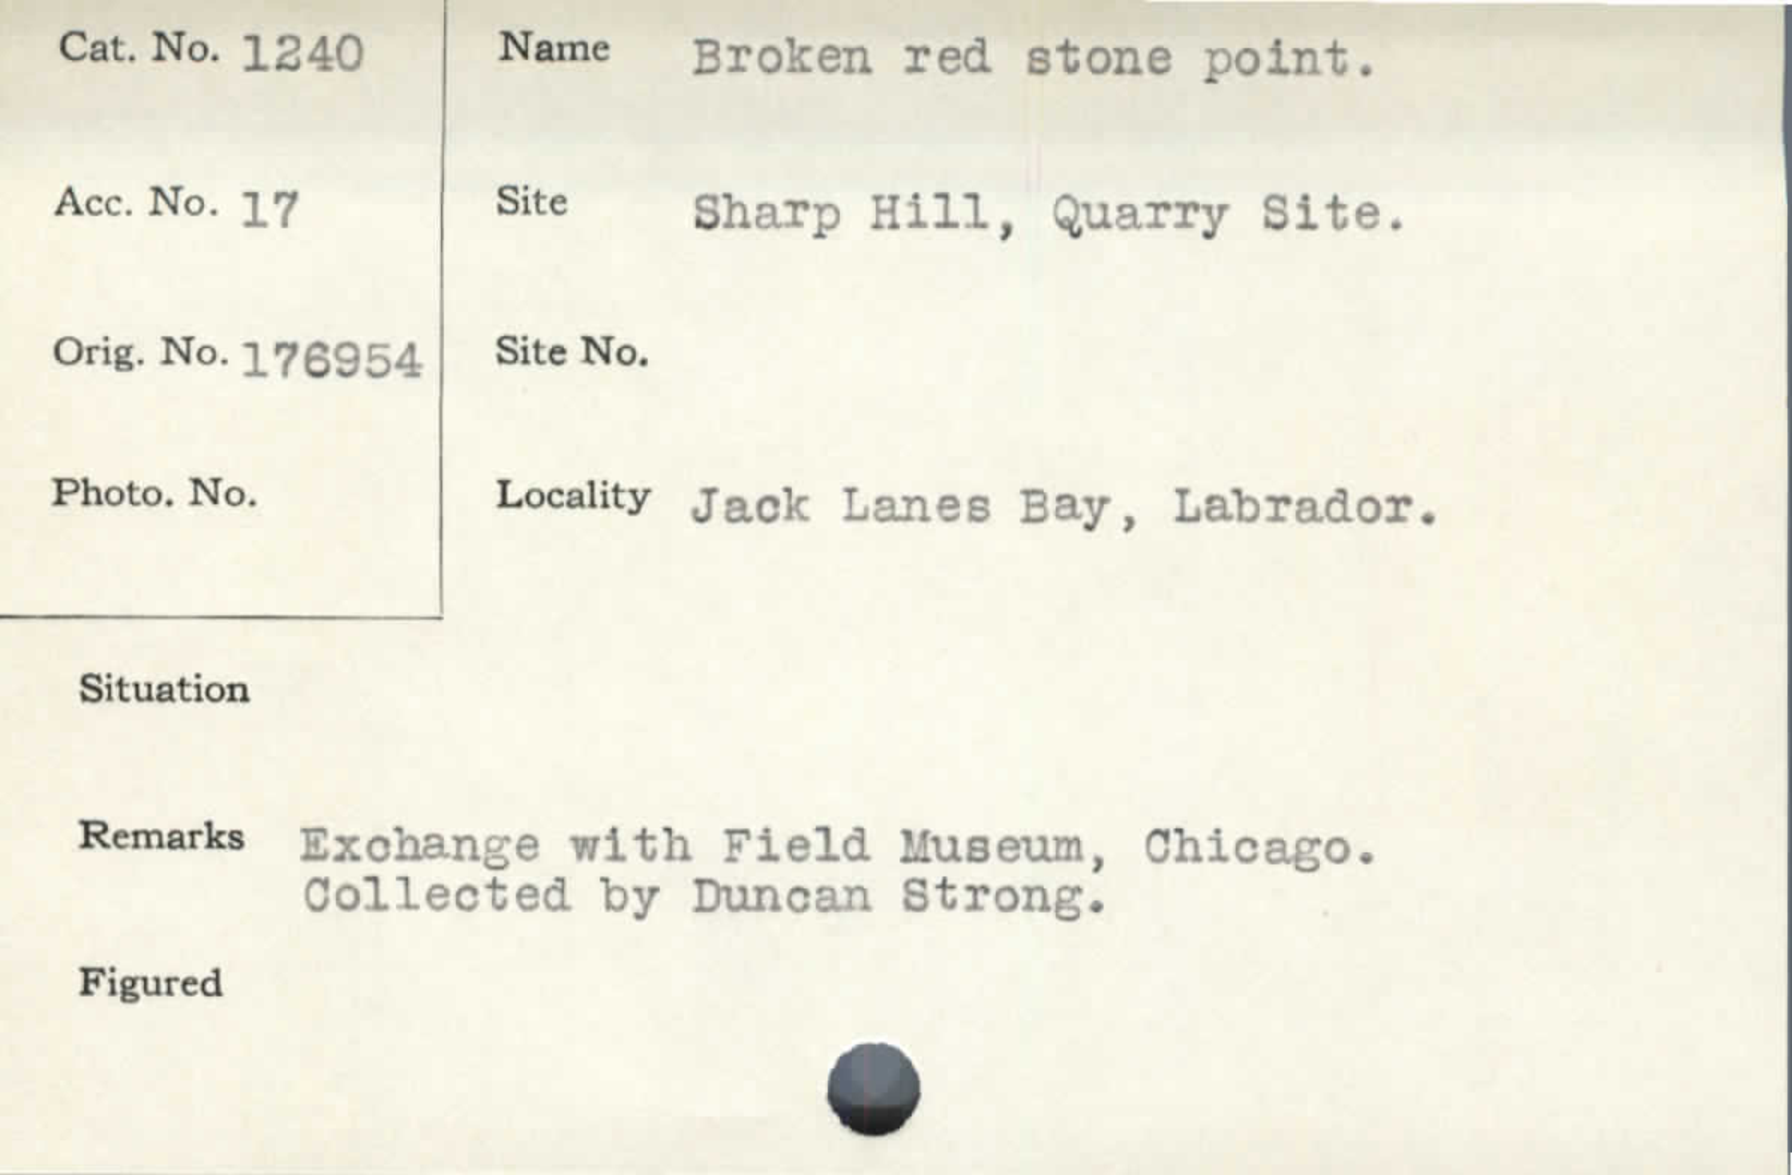 Cat. No. 1240
Name Broken red stone point.
Acc. No. 17
Site Sharp Hill, Quarry Site.
Orig. No. 176954
Site No.
Photo. No.
Locality Jack Lanes Bay, Labrador.
Situation
Remarks Exchange with Field Museum, Chicago.
Collected by Duncan Strong.
Figured